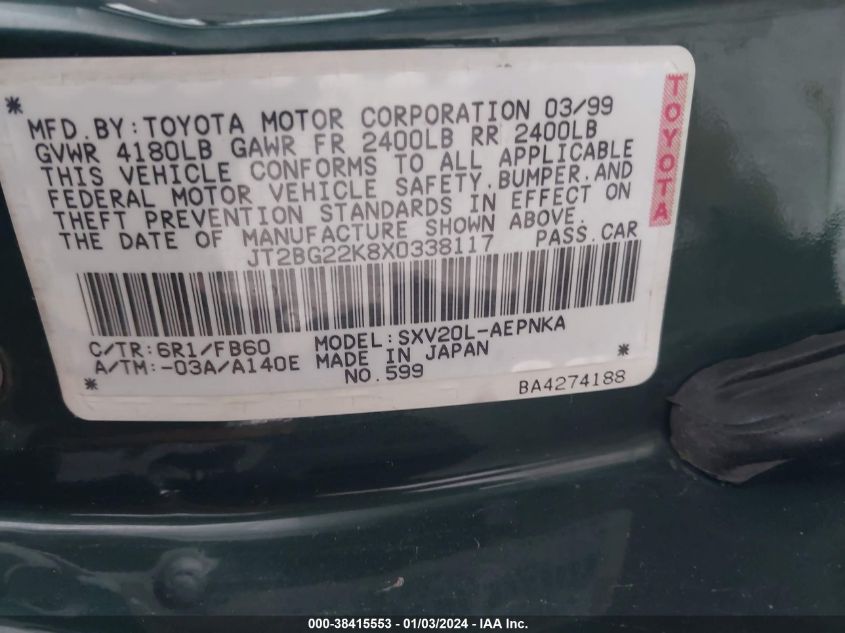 * MFD.BY:TOYOTA MOTOR CORPORATION 03/99
GVWR 4180LB GAWR FR 2400LB RR 2400LB
THIS VEHICLE CONFORMS TO ALL APPLICABLE
FEDERAL MOTOR VEHICLE SAFETY,BUMPER,AND
THEFT PREVENTION STANDARDS IN EFFECT ON
THE DATE OF MANUFACTURE SHOWN ABOVE.
JT2BG22K8X0338117 PASS.CAR
TOYOTA
C/TR:6R1/FB60 MODEL:SXV20L-AEPNKA
A/TM:-03A/A140E MADE IN JAPAN *
* NO.599 BA4274188
000-38415553 - 01/03/2024 - IAA Inc.